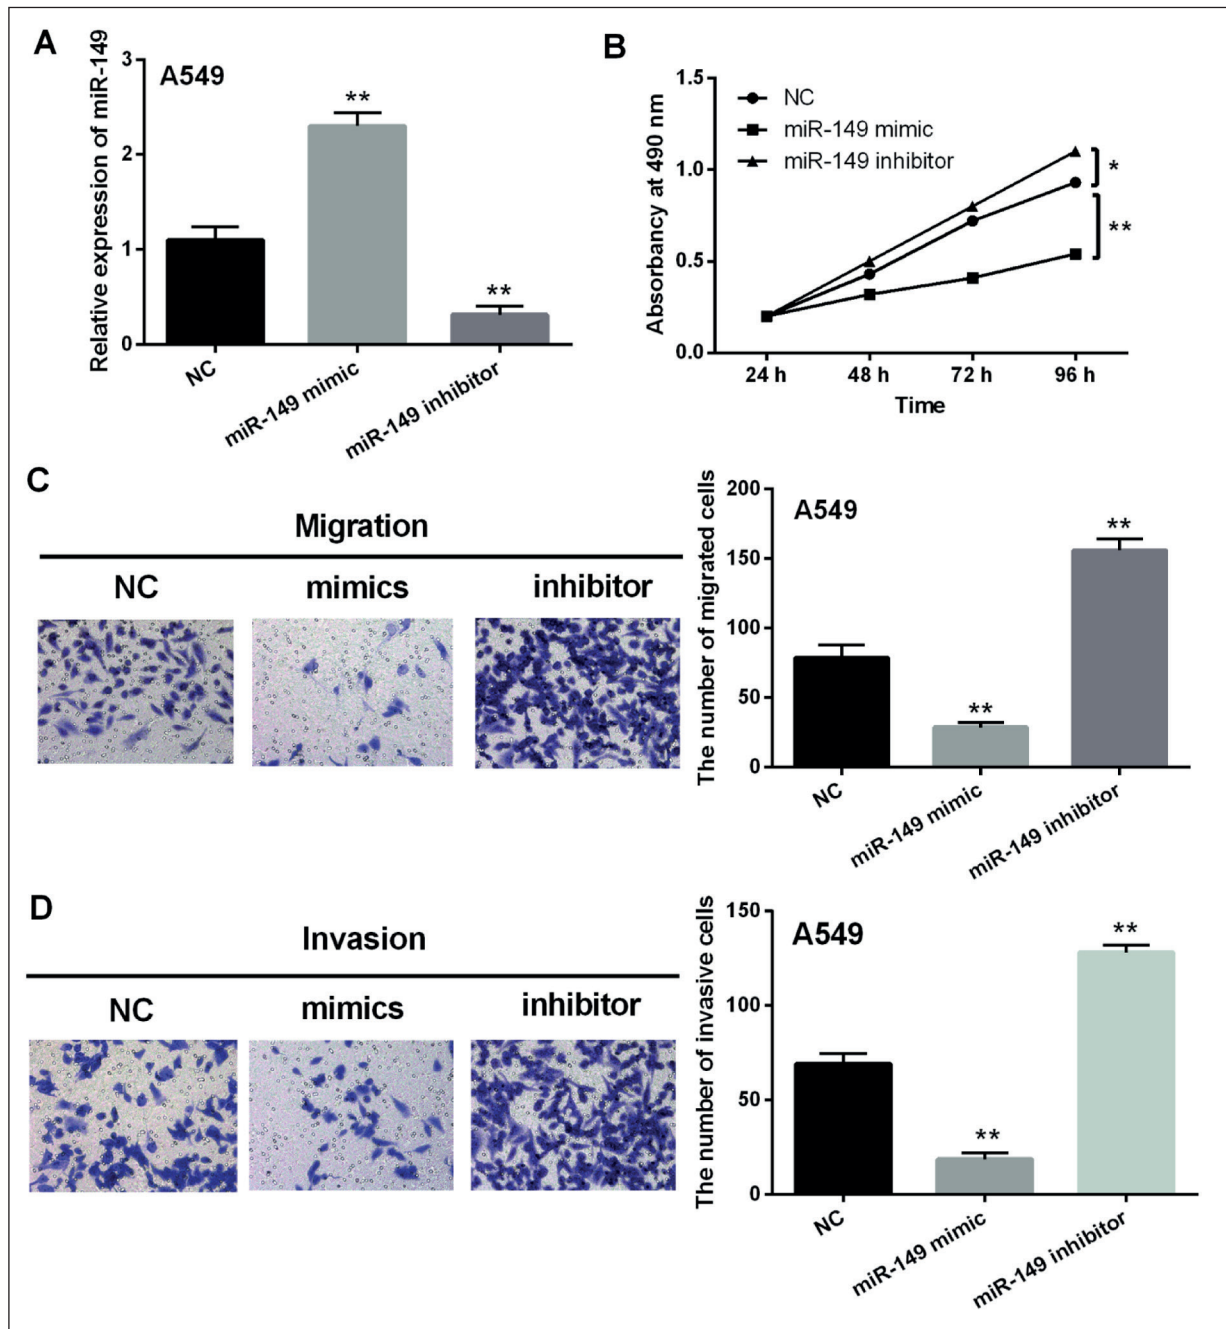 A
Relative expression of miR-149
3
2
1
0
A549
**
**
NC
miR-149 mimic
miR-149 inhibitor
B
Absorbancy at 490 nm
1.5
1.0
0.5
0.0
NC
miR-149 mimic
miR-149 inhibitor
*
**
24 h 48 h 72 h 96 h
Time
C
Migration
NC mimics inhibitor
The number of migrated cells
200
150
100
50
0
A549
**
**
NC
miR-149 mimic
miR-149 inhibitor
D
Invasion
NC mimics inhibitor
The number of invasive cells
150
100
50
0
A549
**
**
NC
miR-149 mimic
miR-149 inhibitor